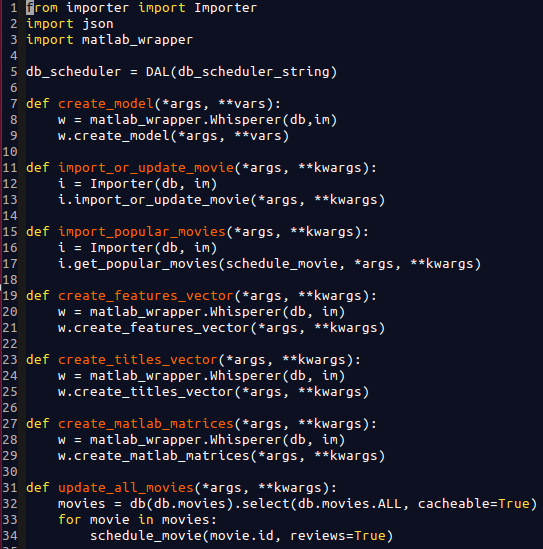 1 from importer import Importer
2 import json
3 import matlab_wrapper
4
5 db_scheduler = DAL(db_scheduler_string)
6
7 def create_model(*args, **vars):
8     w = matlab_wrapper.Whisperer(db,im)
9     w.create_model(*args, **vars)
10
11 def import_or_update_movie(*args, **kwargs):
12     i = Importer(db, im)
13     i.import_or_update_movie(*args, **kwargs)
14
15 def import_popular_movies(*args, **kwargs):
16     i = Importer(db, im)
17     i.get_popular_movies(schedule_movie, *args, **kwargs)
18
19 def create_features_vector(*args, **kwargs):
20     w = matlab_wrapper.Whisperer(db, im)
21     w.create_features_vector(*args, **kwargs)
22
23 def create_titles_vector(*args, **kwargs):
24     w = matlab_wrapper.Whisperer(db, im)
25     w.create_titles_vector(*args, **kwargs)
26
27 def create_matlab_matrices(*args, **kwargs):
28     w = matlab_wrapper.Whisperer(db, im)
29     w.create_matlab_matrices(*args, **kwargs)
30
31 def update_all_movies(*args, **kwargs):
32     movies = db(db.movies).select(db.movies.ALL, cacheable=True)
33     for movie in movies:
34         schedule_movie(movie.id, reviews=True)